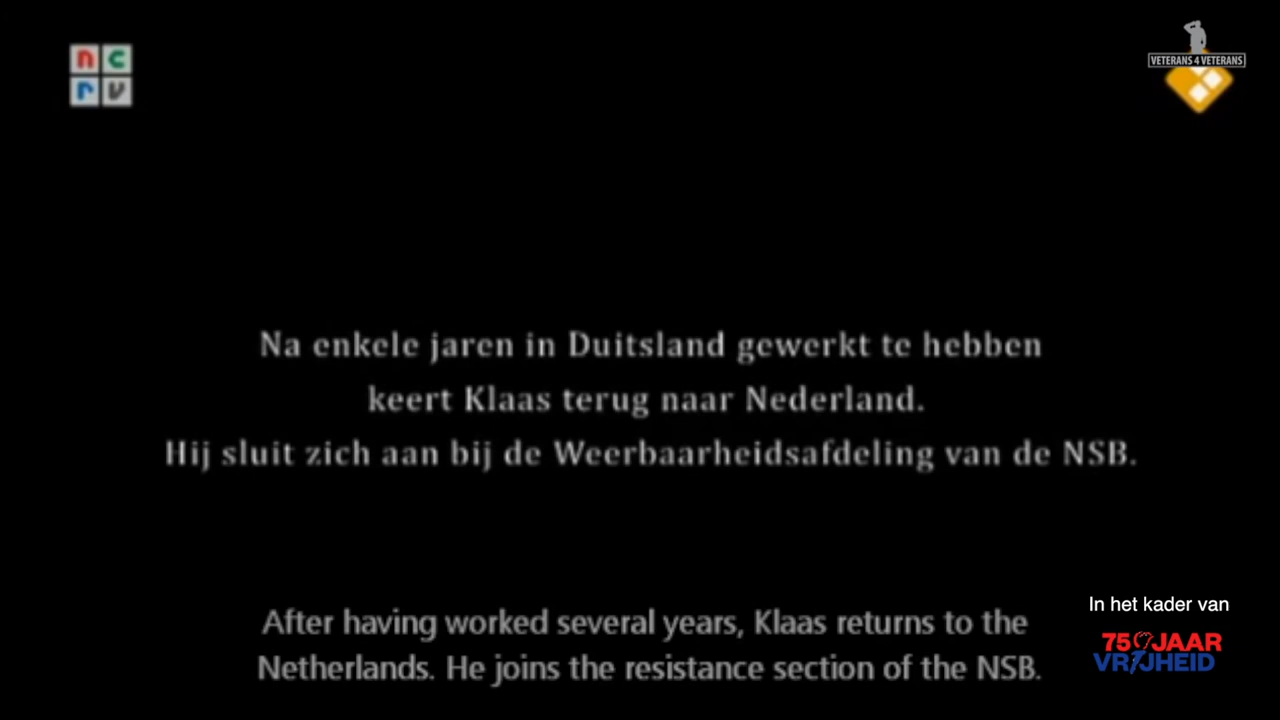 ncrv
VETERANS 4 VETERANS
Na enkele jaren in Duitsland gewerkt te hebben
keert Klaas terug naar Nederland.
Hij sluit zich aan bij de Weerbaarheidsafdeling van de NSB.
After having worked several years, Klaas returns to the
Netherlands. He joins the resistance section of the NSB.
In het kader van
75 JAAR
VRIJHEID